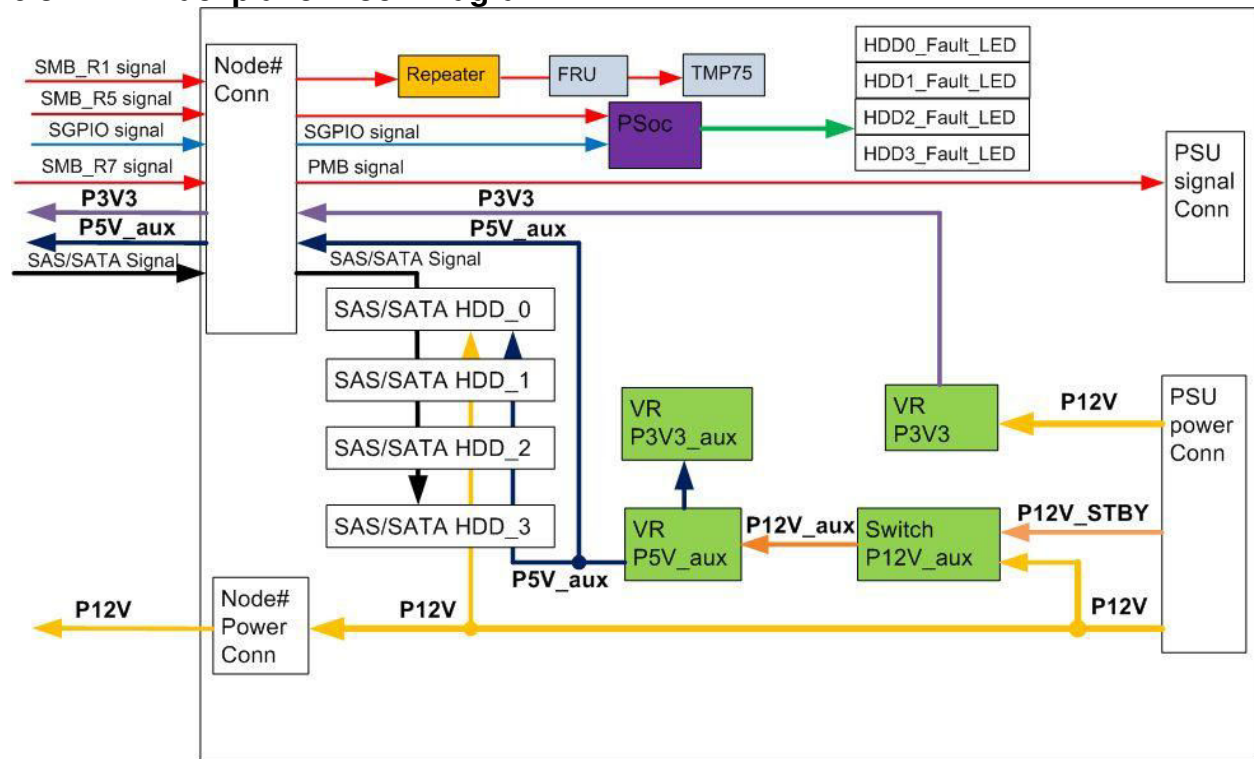 SMB_R1 signal
SMB_R5 signal
SGPIO signal
SMB_R7 signal
P3V3
P5V_aux
SAS/SATA Signal
Node#
Conn
Repeater
FRU
TMP75
SGPIO signal
PSoc
PMB signal
HDD0_Fault_LED
HDD1_Fault_LED
HDD2_Fault_LED
HDD3_Fault_LED
PSU
signal
Conn
P3V3
P5V_aux
SAS/SATA Signal
SAS/SATA HDD_0
SAS/SATA HDD_1
SAS/SATA HDD_2
SAS/SATA HDD_3
VR
P3V3_aux
VR
P3V3
P12V
PSU
power
Conn
VR
P5V_aux
P12V_aux
Switch
P12V_aux
P12V_STBY
P5V_aux
P12V
Node#
Power
Conn
P12V
P12V